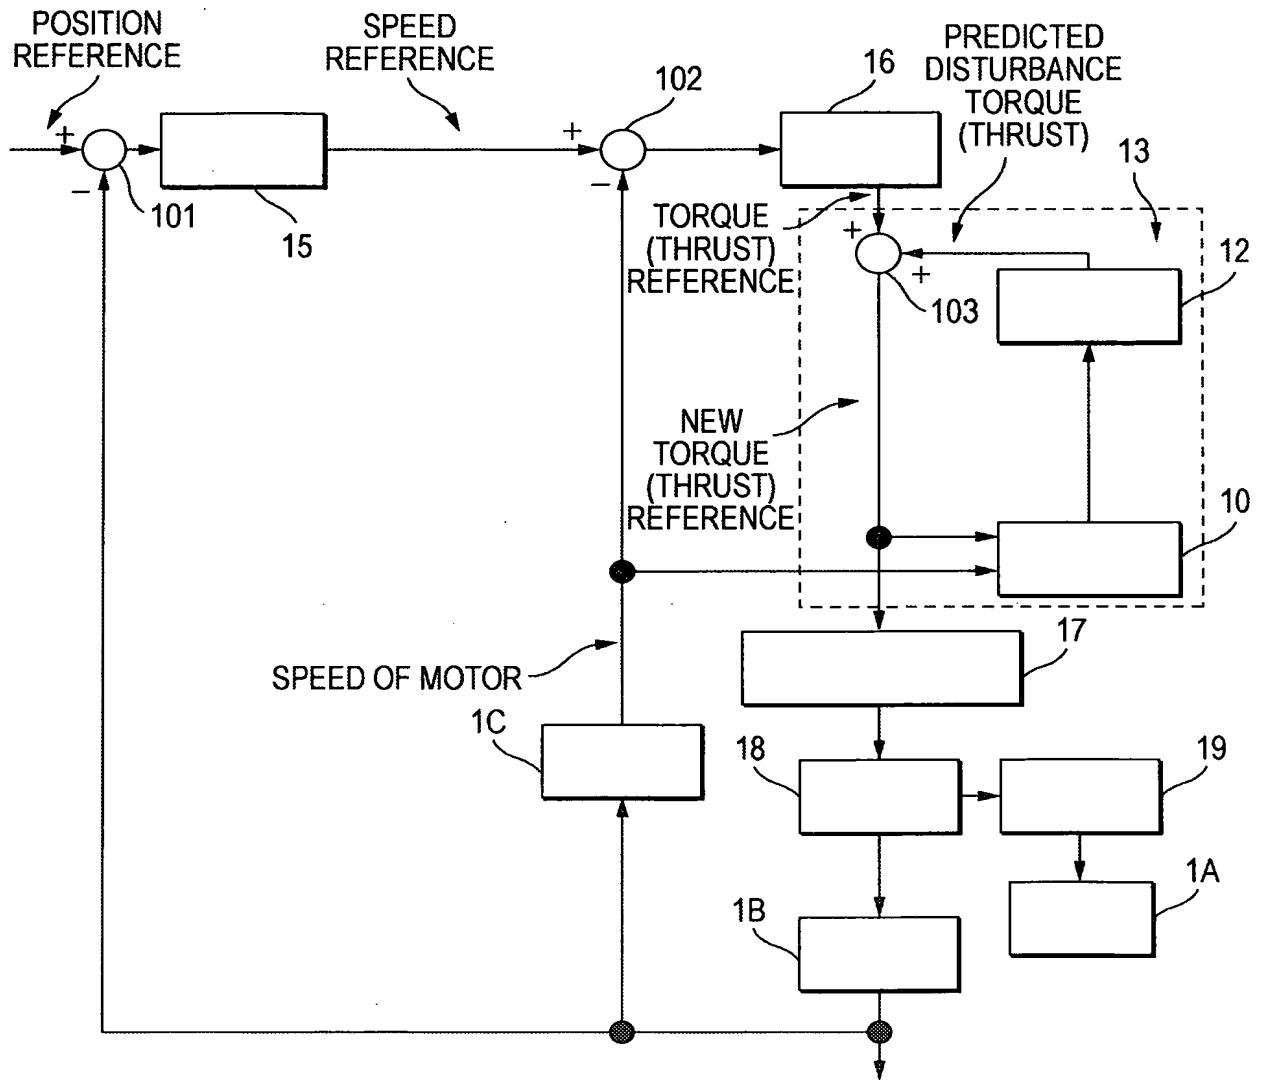 POSITION
REFERENCE
SPEED
REFERENCE
PREDICTED
DISTURBANCE
TORQUE
(THRUST)
16
102
13
+
+
−
−
101
15
TORQUE
(THRUST)
REFERENCE
+
+
103
12
NEW
TORQUE
(THRUST)
REFERENCE
10
17
SPEED OF MOTOR
1C
18
19
1A
1B